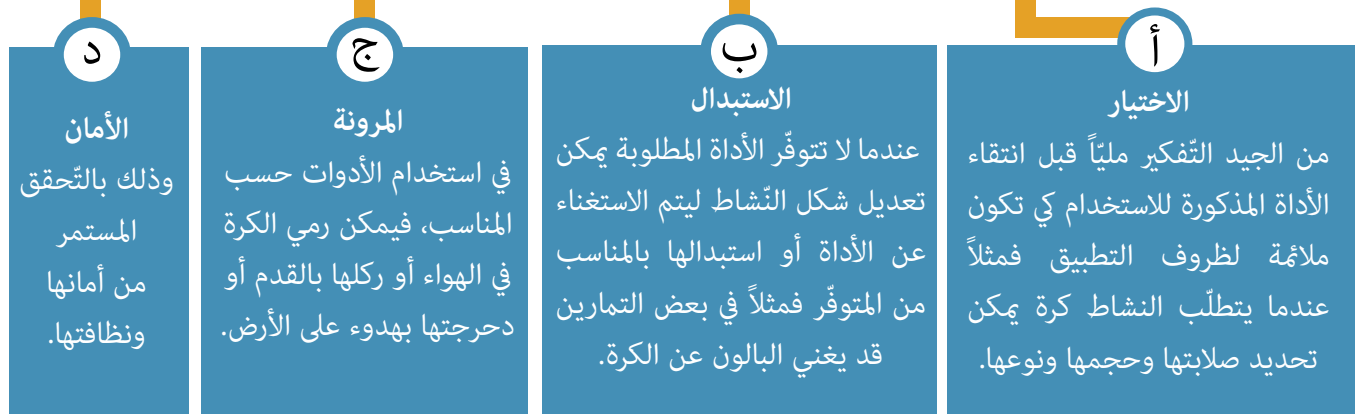 أ
الاختيار
من الجيد التّفكير مليّاً قبل انتقاء
الأداة المذكورة للاستخدام كي تكون
ملائمة لظروف التطبيق فمثلاً
عندما يتطلّب النشاط كرة يمكن
تحديد صلابتها وحجمها ونوعها.
ب
الاستبدال
عندما لا تتوفّر الأداة المطلوبة يمكن
تعديل شكل النّشاط ليتم الاستغناء
عن الأداة أو استبدالها بالمناسب
من المتوفّر فمثلاً في بعض التمارين
قد يغني البالون عن الكرة.
ج
المرونة
في استخدام الأدوات حسب
المناسب، فيمكن رمي الكرة
في الهواء أو ركلها بالقدم أو
دحرجتها بهدوء على الأرض.
د
الأمان
وذلك بالتّحقق
المستمر
من أمانها
ونظافتها.